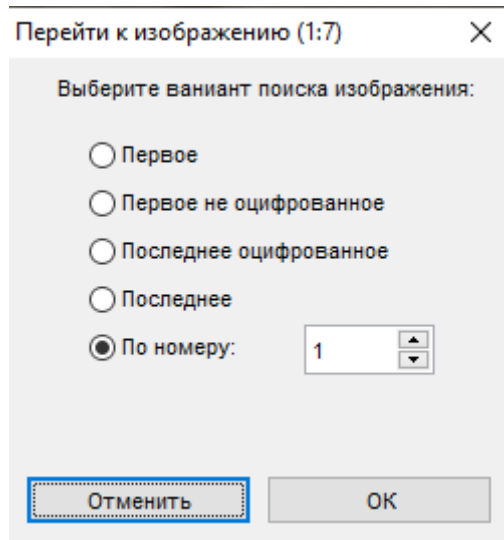 Перейти к изображению (1:7)
Выберите ваниант поиска изображения:
Первое
Первое не оцифрованное
Последнее оцифрованное
Последнее
По номеру: 1
Отменить ОК